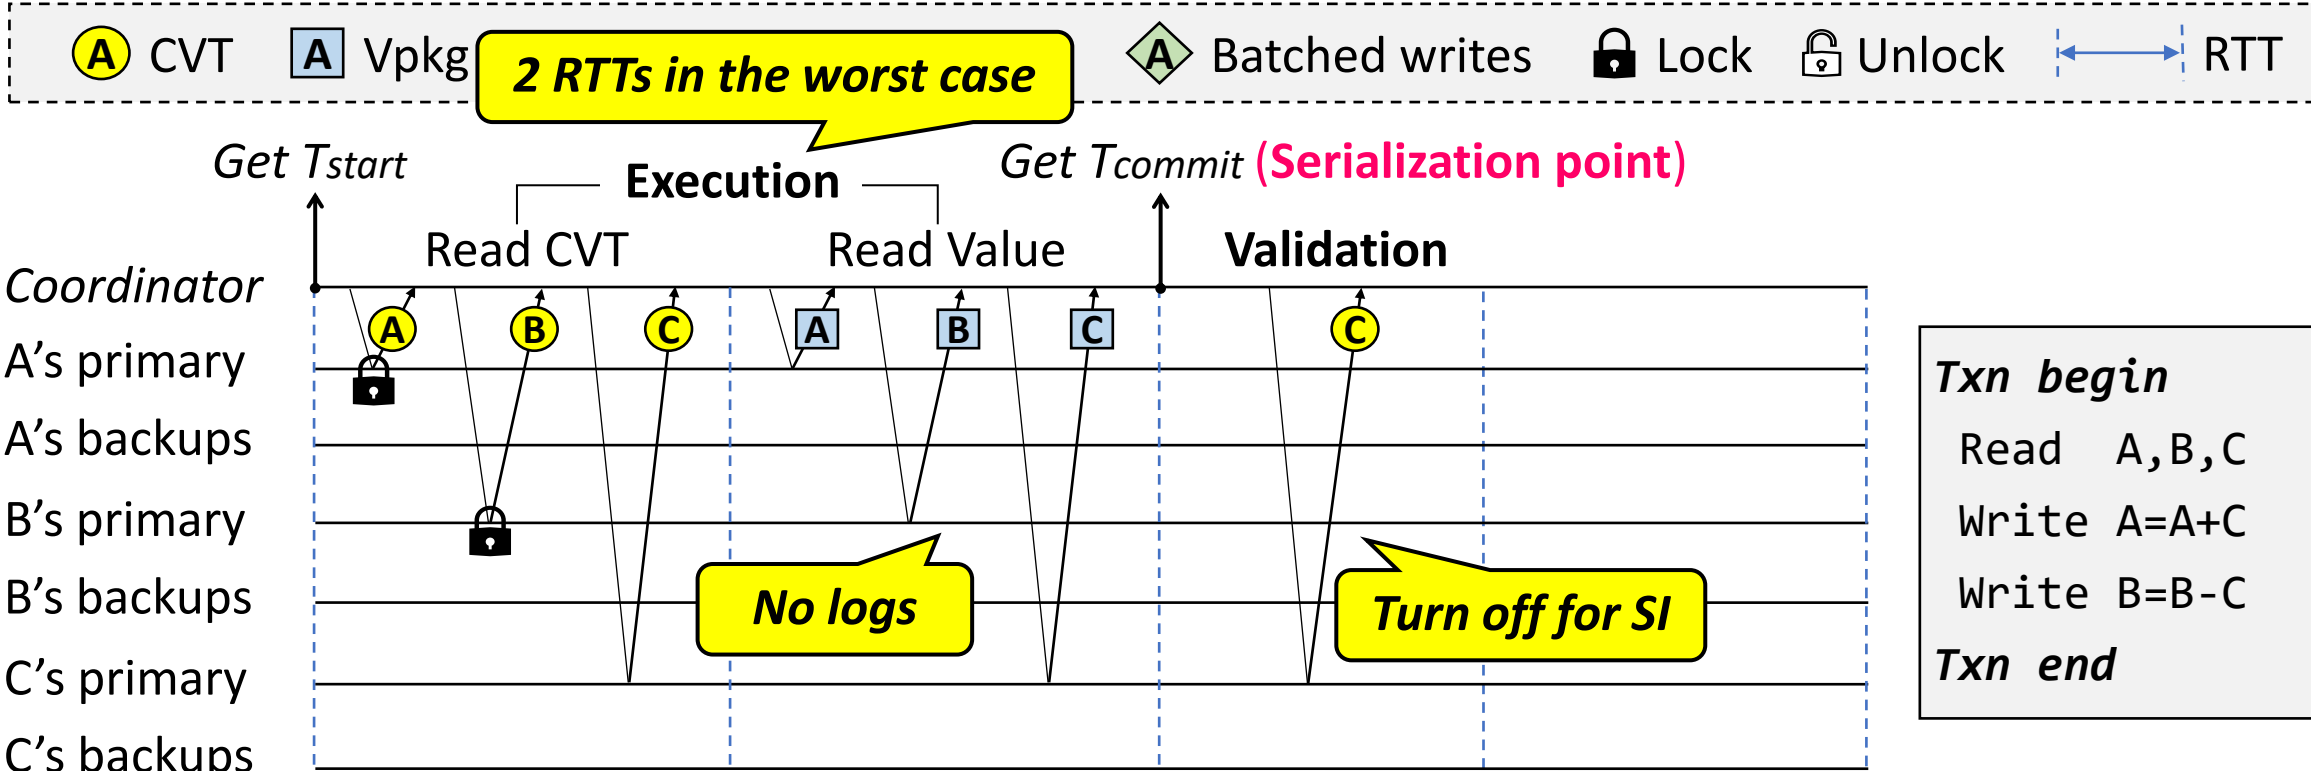 A CVT A Vpkg 2 RTTs in the worst case A Batched writes Lock Unlock RTT
Get Tstart Execution Get Tcommit (Serialization point)
Read CVT Read Value Validation
Coordinator
A B C A B C C
A's primary
A's backups
B's primary
B's backups
C's primary
C's backups
No logs
Turn off for SI
Txn begin
Read A,B,C
Write A=A+C
Write B=B-C
Txn end